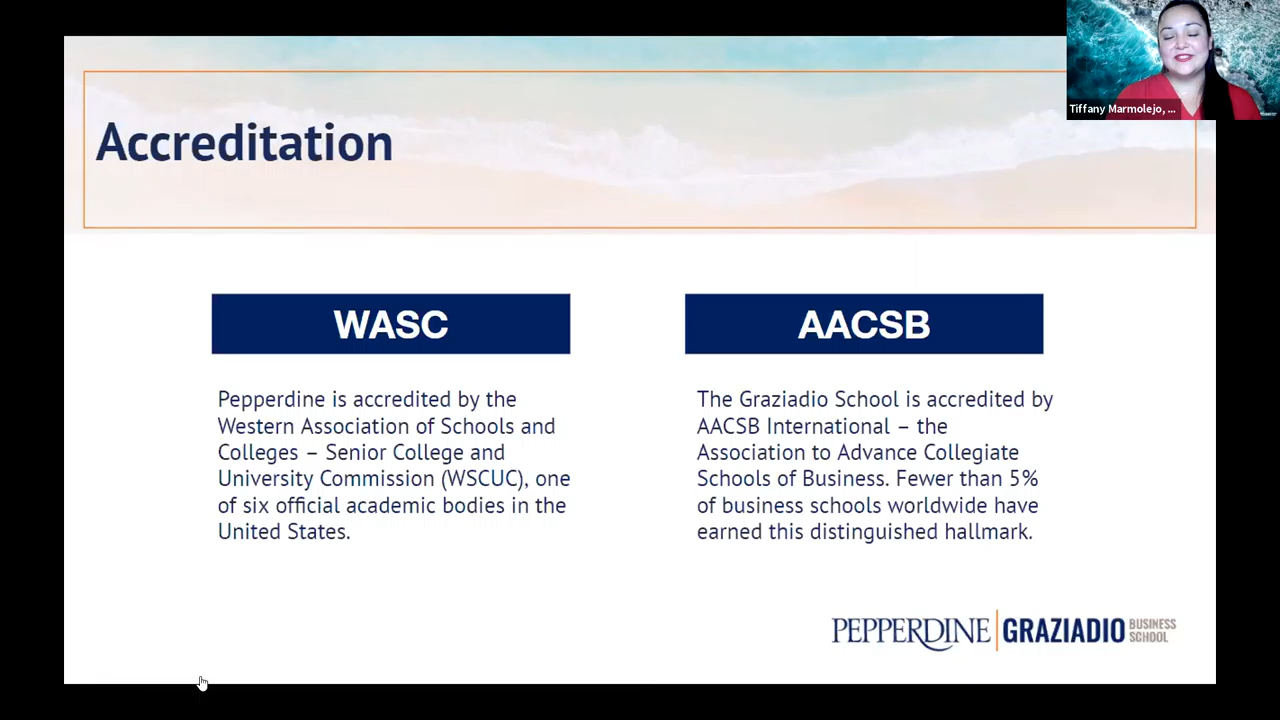 Tiffany Marmolejo, ...
Accreditation
WASC
Pepperdine is accredited by the
Western Association of Schools and
Colleges – Senior College and
University Commission (WSCUC), one
of six official academic bodies in the
United States.
AACSB
The Graziadio School is accredited by
AACSB International – the
Association to Advance Collegiate
Schools of Business. Fewer than 5%
of business schools worldwide have
earned this distinguished hallmark.
PEPPERDINE GRAZIADIO BUSINESS
SCHOOL